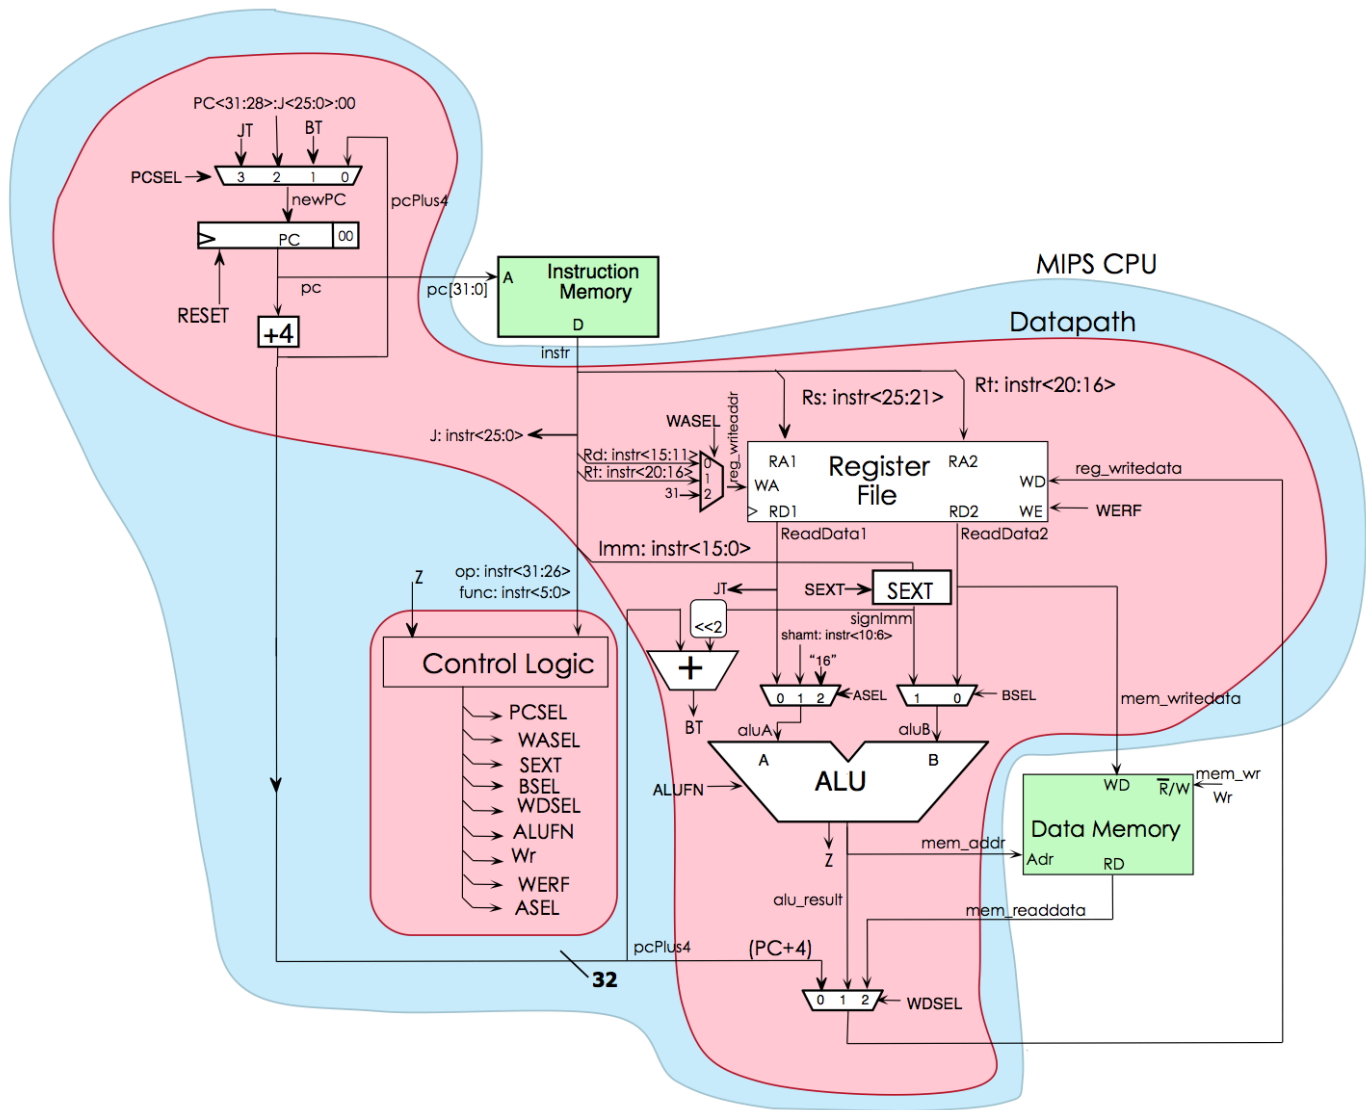 PC<31:28>:J<25:0>:00
JT
BT
PCSEL
3 2 1 0
newPC
pcPlus4
PC
00
RESET
pc
pc[31:0]
+4
A
Instruction
Memory
D
instr
MIPS CPU
Datapath
Rs: instr<25:21>
Rt: instr<20:16>
J: instr<25:0>
WASEL
reg_writeaddr
Rd: instr<15:11>
Rt: instr<20:16>
31
0
1
2
RA1
Register
File
RA2
WA
WD
RD1
RD2
WE
reg_writedata
WERF
ReadData1
ReadData2
Imm: instr<15:0>
Z
op: instr<31:26>
func: instr<5:0>
JT
SEXT
SEXT
<<2
signImm
shamt: instr<10:6>
"16"
+
BT
0 1 2
ASEL
1 0
BSEL
aluA
aluB
mem_writedata
Control Logic
PCSEL
WASEL
SEXT
BSEL
WDSEL
ALUFN
Wr
WERF
ASEL
A
B
ALU
ALUFN
Z
WD
R/W
mem_wr
Wr
Data Memory
mem_addr
Adr
RD
alu_result
mem_readdata
pcPlus4
(PC+4)
32
0 1 2
WDSEL